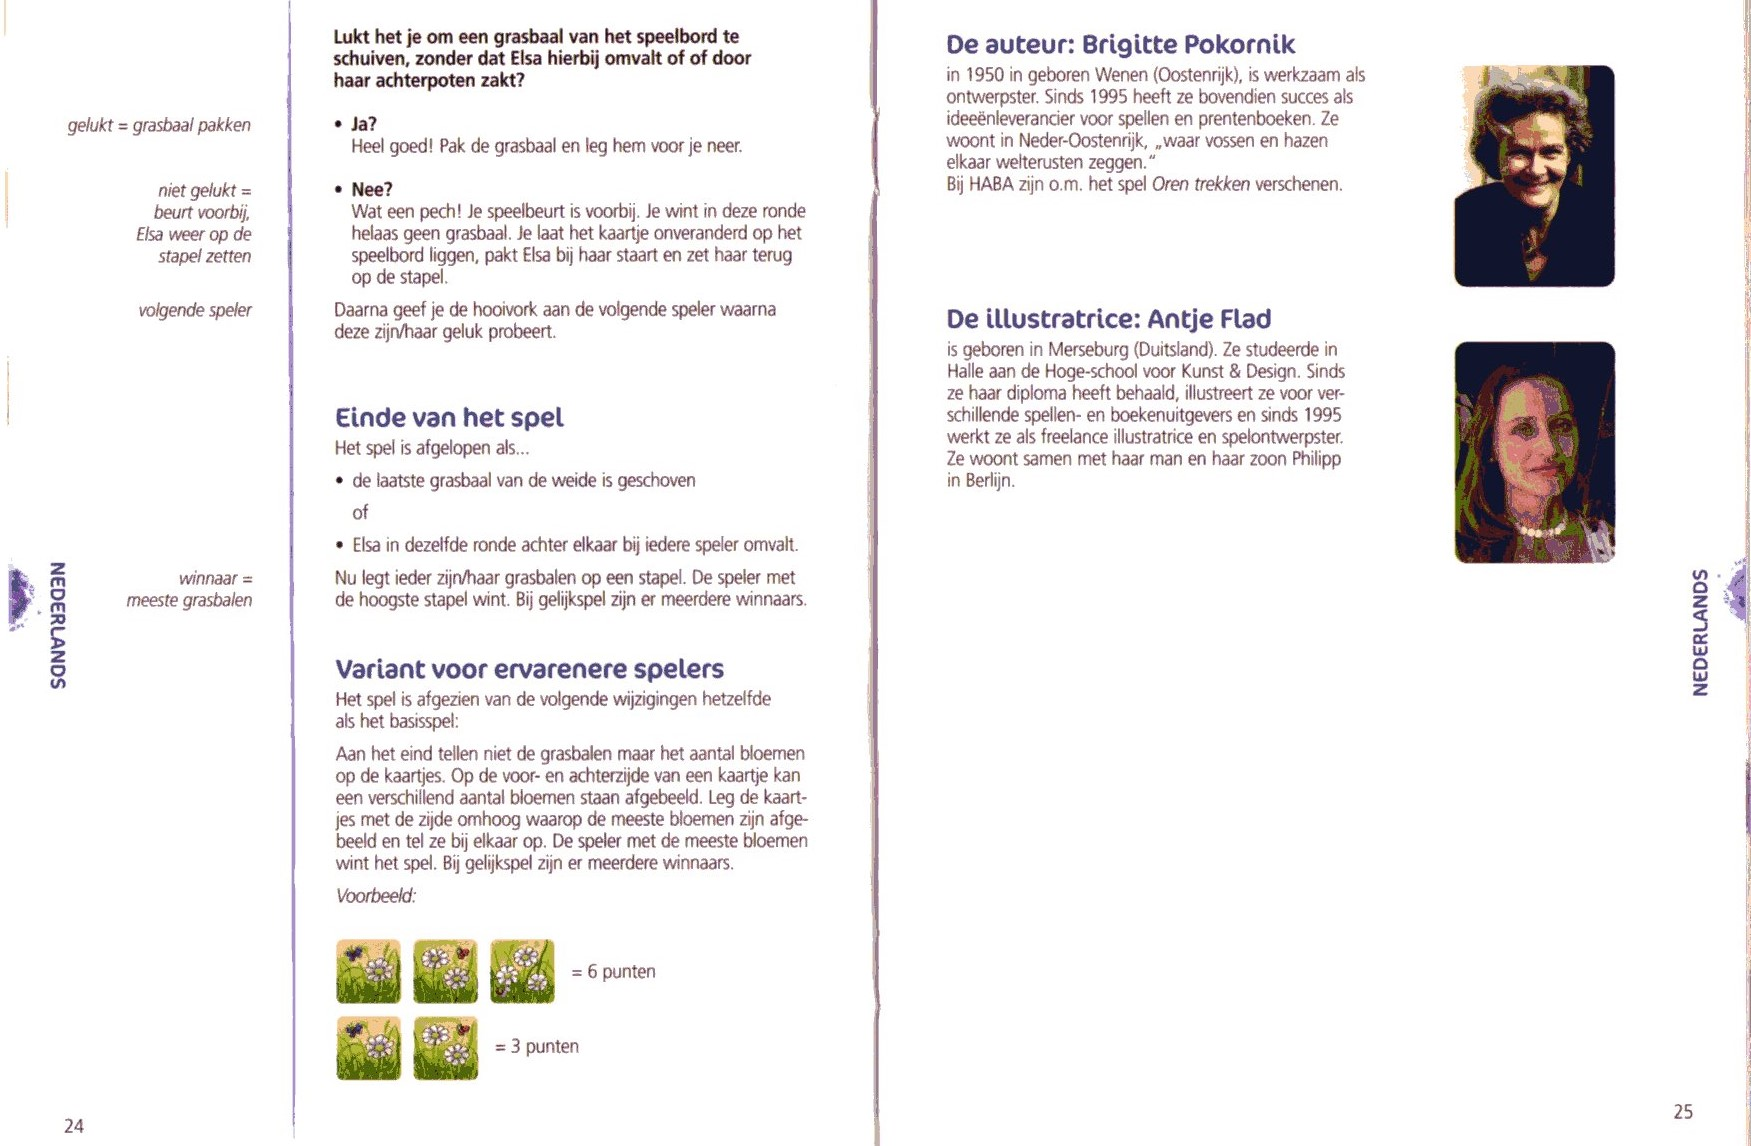 Lukt het je om een grasbaal van het speelbord te
schuiven, zonder dat Elsa hierbij omvalt of of door
haar achterpoten zakt?
gelukt = grasbaal pakken
• Ja?
Heel goed! Pak de grasbaal en leg hem voor je neer.
niet gelukt =
beurt voorbij,
Elsa weer op de
stapel zetten
• Nee?
Wat een pech! Je speelbeurt is voorbij. Je wint in deze ronde
helaas geen grasbaal. Je laat het kaartje onveranderd op het
speelbord liggen, pakt Elsa bij haar staart en zet haar terug
op de stapel.
volgende speler
Daarna geef je de hooivork aan de volgende speler waarna
deze zijn/haar geluk probeert.
Einde van het spel
Het spel is afgelopen als...
• de laatste grasbaal van de weide is geschoven
of
• Elsa in dezelfde ronde achter elkaar bij iedere speler omvalt.
winnaar =
meeste grasbalen
Nu legt ieder zijn/haar grasbalen op een stapel. De speler met
de hoogste stapel wint. Bij gelijkspel zijn er meerdere winnaars.
NEDERLANDS
Variant voor ervarenere spelers
Het spel is afgezien van de volgende wijzigingen hetzelfde
als het basisspel:
Aan het eind tellen niet de grasbalen maar het aantal bloemen
op de kaartjes. Op de voor- en achterzijde van een kaartje kan
een verschillend aantal bloemen staan afgebeeld. Leg de kaart-
jes met de zijde omhoog waarop de meeste bloemen zijn afge-
beeld en tel ze bij elkaar op. De speler met de meeste bloemen
wint het spel. Bij gelijkspel zijn er meerdere winnaars.
Voorbeeld:
= 6 punten
= 3 punten
24
De auteur: Brigitte Pokornik
in 1950 in geboren Wenen (Oostenrijk), is werkzaam als
ontwerpster. Sinds 1995 heeft ze bovendien succes als
ideeënleverancier voor spellen en prentenboeken. Ze
woont in Neder-Oostenrijk, „waar vossen en hazen
elkaar welterusten zeggen.“
Bij HABA zijn o.m. het spel Oren trekken verschenen.
De illustratrice: Antje Flad
is geboren in Merseburg (Duitsland). Ze studeerde in
Halle aan de Hoge-school voor Kunst & Design. Sinds
ze haar diploma heeft behaald, illustreert ze voor ver-
schillende spellen- en boekenuitgevers en sinds 1995
werkt ze als freelance illustratrice en spelontwerpster.
Ze woont samen met haar man en haar zoon Philipp
in Berlijn.
NEDERLANDS
25